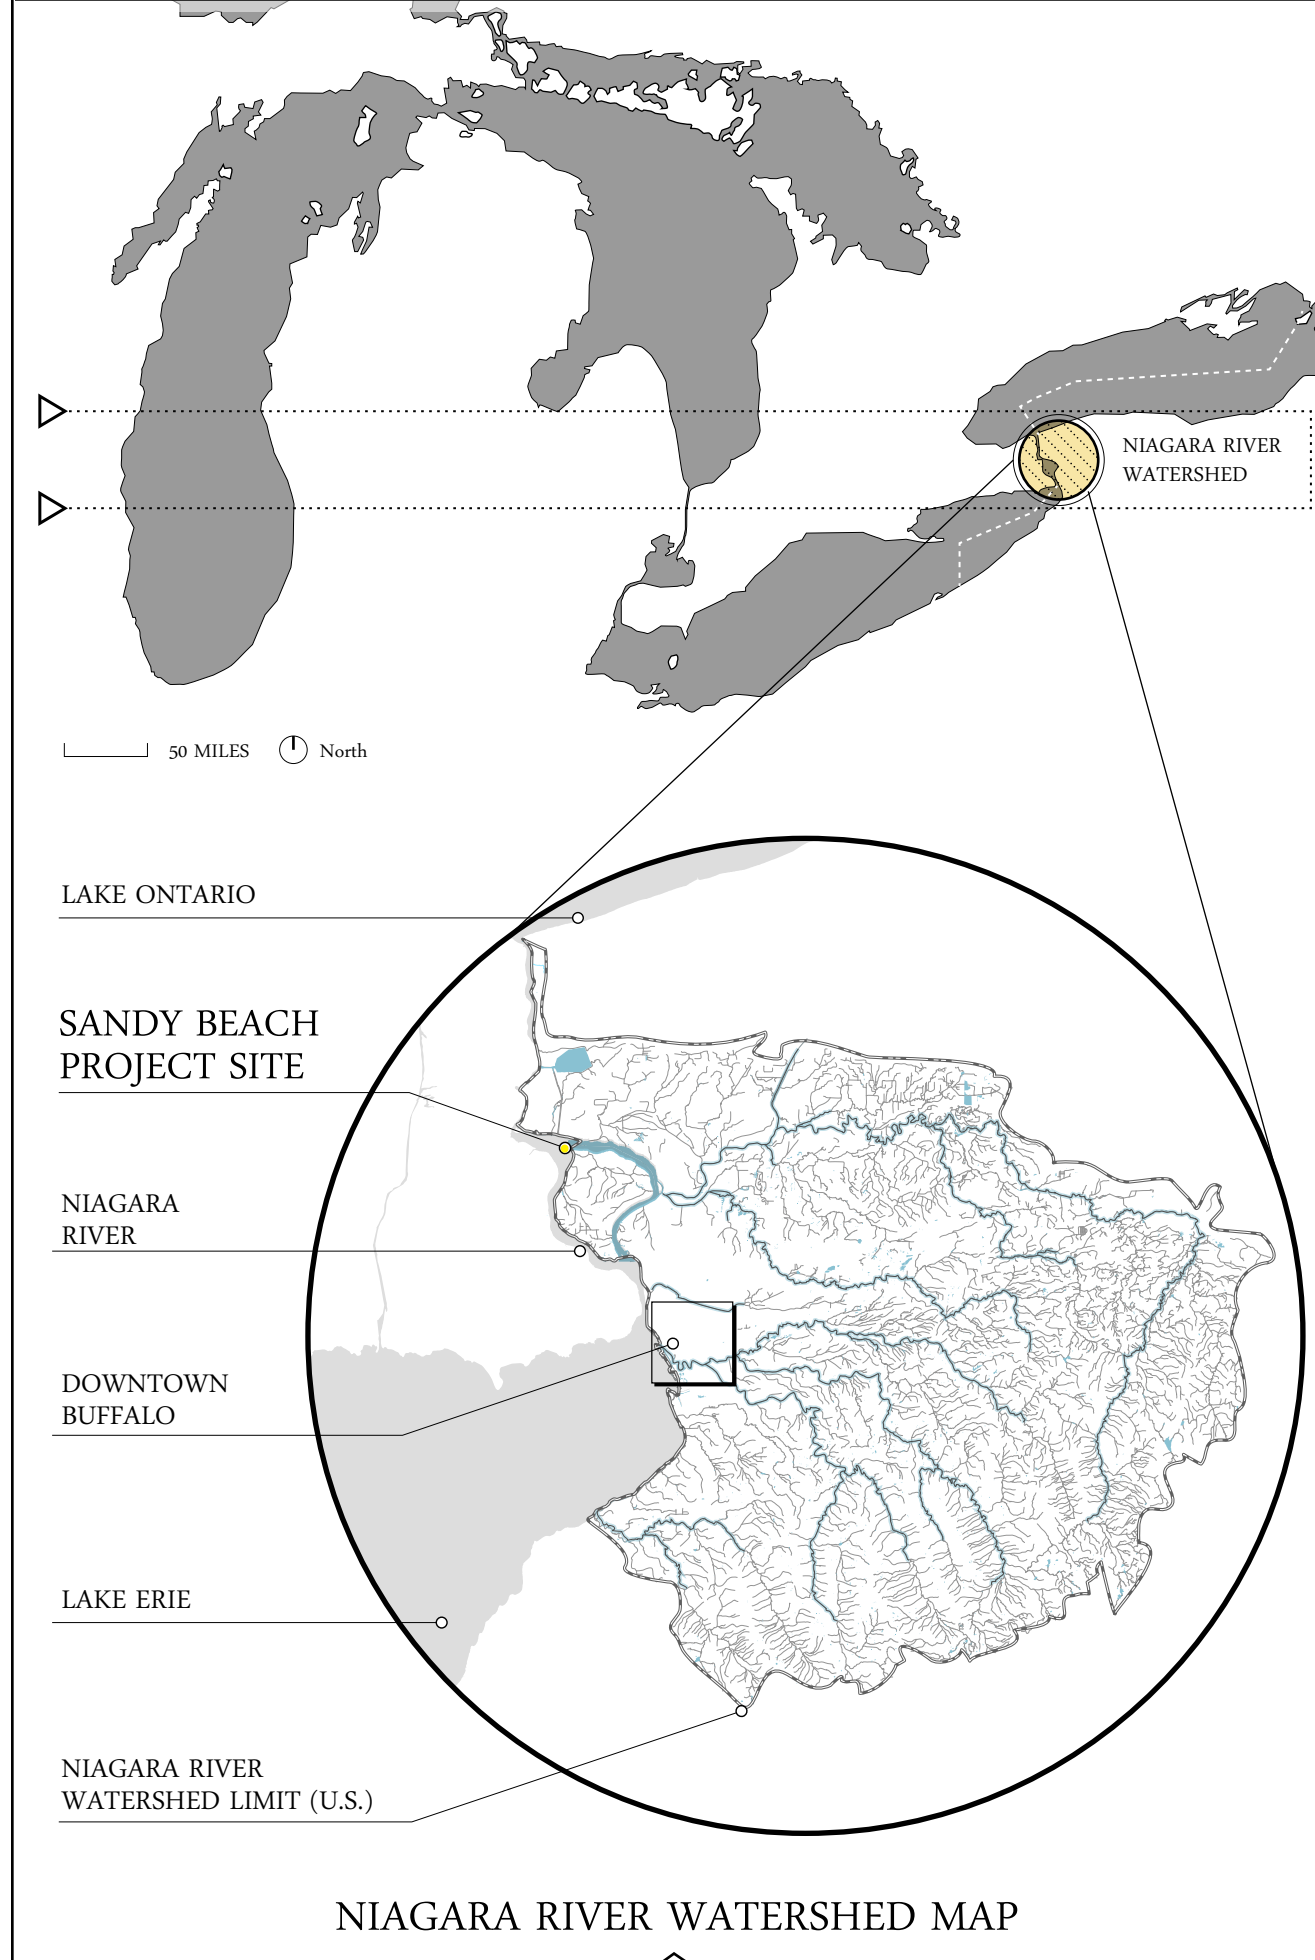 NIAGARA RIVER
WATERSHED
50 MILES North
LAKE ONTARIO
SANDY BEACH
PROJECT SITE
NIAGARA
RIVER
DOWNTOWN
BUFFALO
LAKE ERIE
NIAGARA RIVER
WATERSHED LIMIT (U.S.)
NIAGARA RIVER WATERSHED MAP